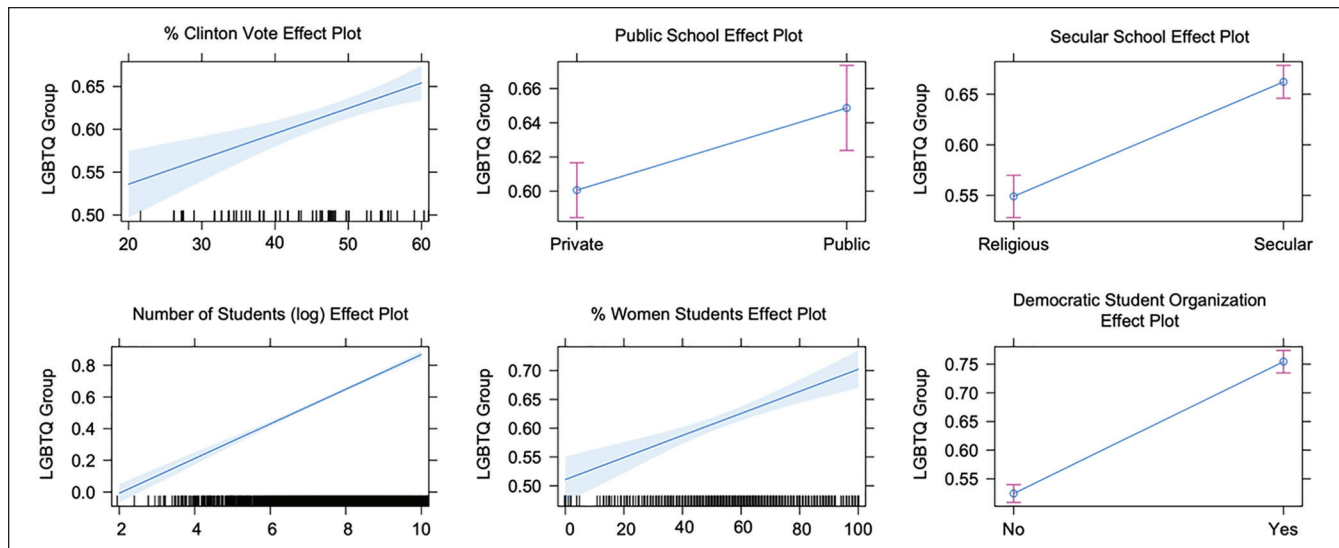 % Clinton Vote Effect Plot
LGBTQ Group
0.65
0.60
0.55
0.50
20 30 40 50 60
Public School Effect Plot
LGBTQ Group
0.66
0.64
0.62
0.60
Private Public
Secular School Effect Plot
LGBTQ Group
0.65
0.60
0.55
Religious Secular
Number of Students (log) Effect Plot
LGBTQ Group
0.8
0.6
0.4
0.2
0.0
2 4 6 8 10
% Women Students Effect Plot
LGBTQ Group
0.70
0.65
0.60
0.55
0.50
0 20 40 60 80 100
Democratic Student Organization
Effect Plot
LGBTQ Group
0.75
0.70
0.65
0.60
0.55
No Yes